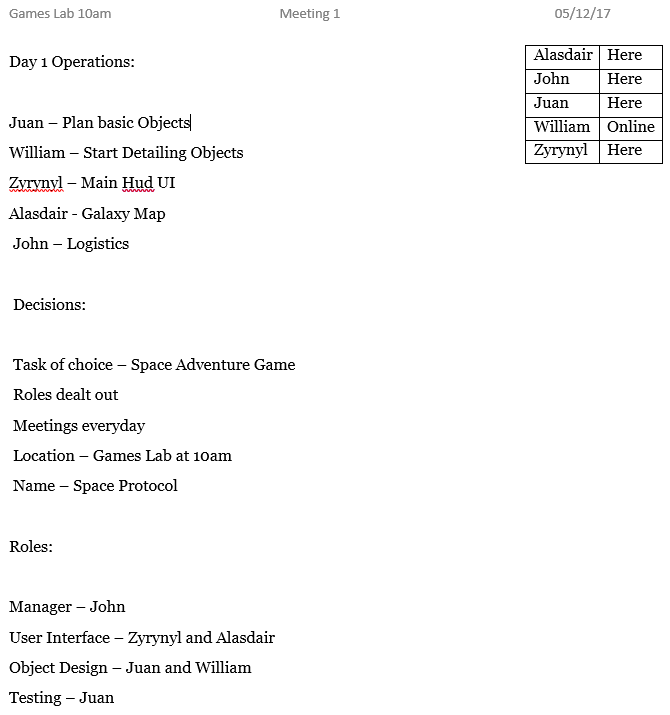 Games Lab 10am Meeting 1 05/12/17
Day 1 Operations:
Alasdair Here
John Here
Juan Here
William Online
Zyrynyl Here
Juan – Plan basic Objects
William – Start Detailing Objects
Zyrynyl – Main Hud UI
Alasdair - Galaxy Map
John – Logistics
Decisions:
Task of choice – Space Adventure Game
Roles dealt out
Meetings everyday
Location – Games Lab at 10am
Name – Space Protocol
Roles:
Manager – John
User Interface – Zyrynyl and Alasdair
Object Design – Juan and William
Testing – Juan